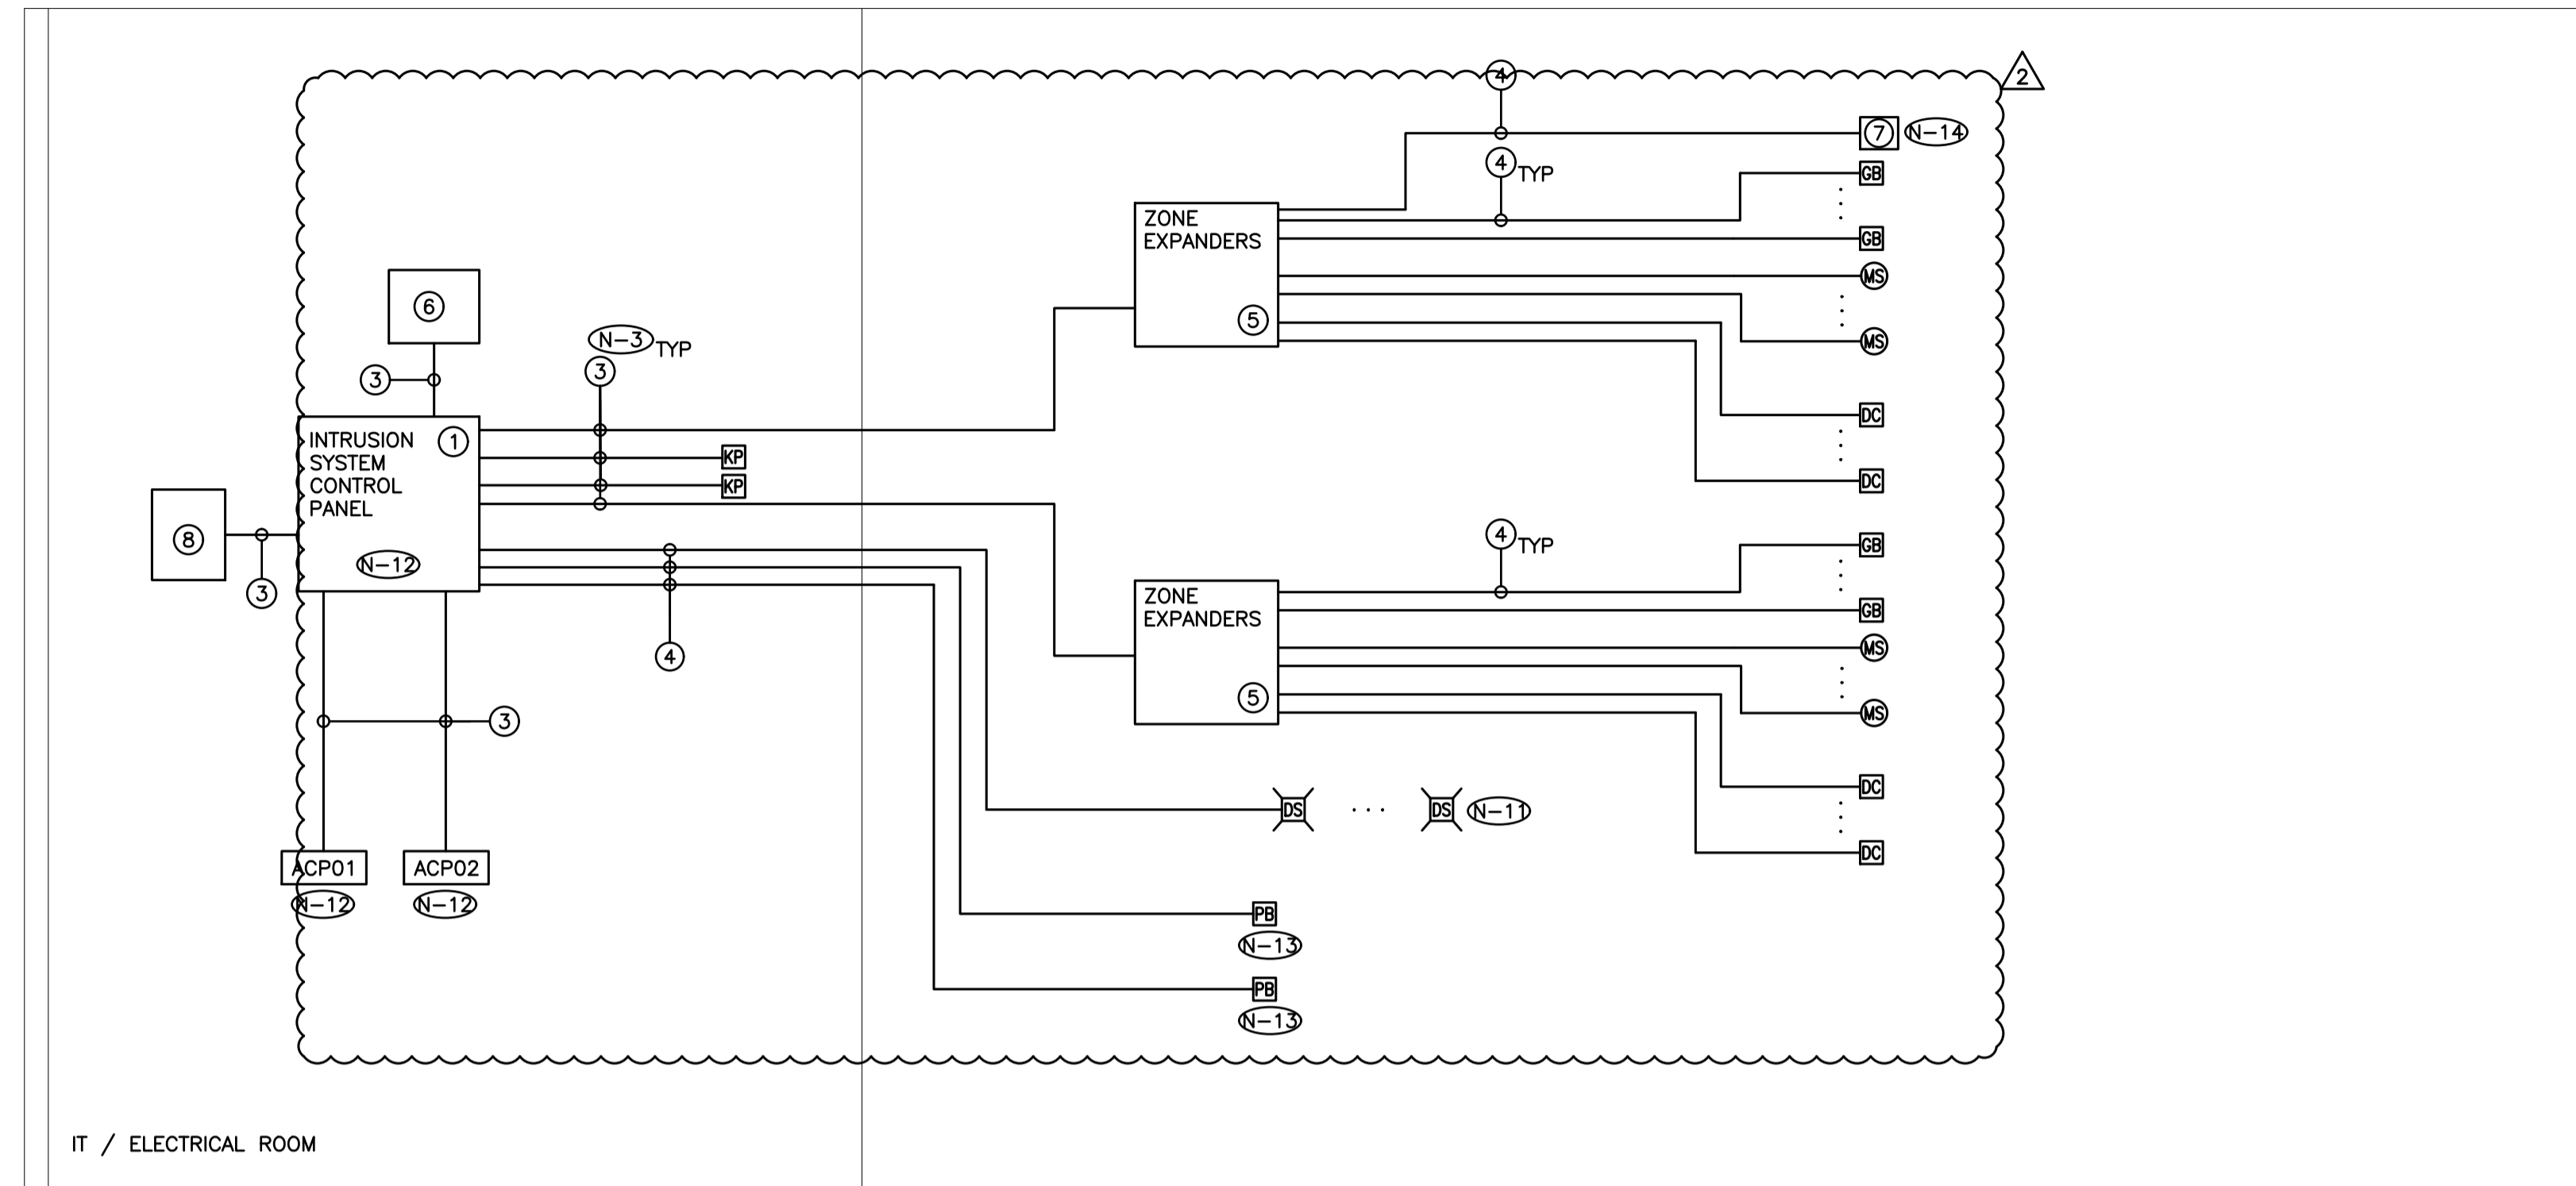 2
4
7 N-14
4 TYP
GB
ZONE
EXPANDERS
GB
MS
6
5
N-3 TYP
MS
3
3
DC
INTRUSION
SYSTEM
CONTROL
PANEL
1
KP
KP
DC
8
N-12
3
4 TYP
GB
ZONE
EXPANDERS
GB
4
MS
5
3
MS
DC
DS ... DS N-11
DC
ACP01 ACP02
N-12 N-12
PB
N-13
PB
N-13
IT / ELECTRICAL ROOM